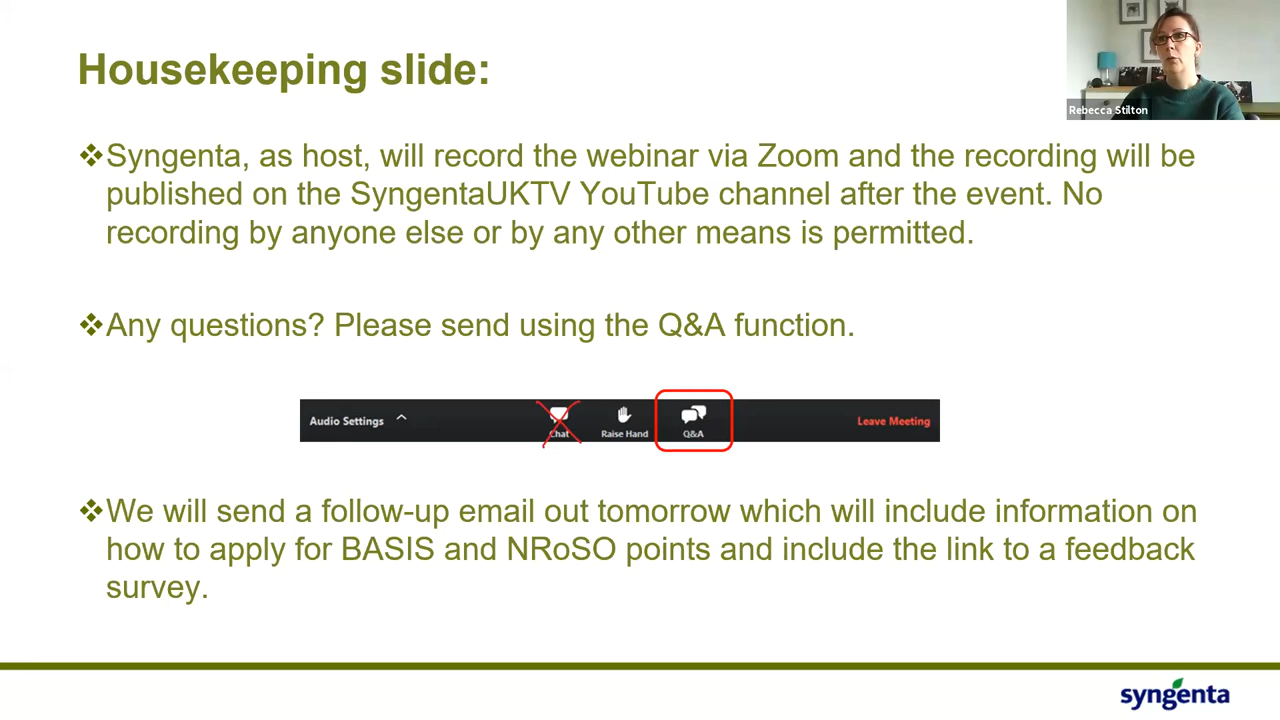 Housekeeping slide:
Rebecca Stilton
❖Syngenta, as host, will record the webinar via Zoom and the recording will be
published on the SyngentaUKTV YouTube channel after the event. No
recording by anyone else or by any other means is permitted.
❖Any questions? Please send using the Q&A function.
Audio Settings
Chat
Raise Hand
Q&A
Leave Meeting
❖We will send a follow-up email out tomorrow which will include information on
how to apply for BASIS and NRoSO points and include the link to a feedback
survey.
syngenta